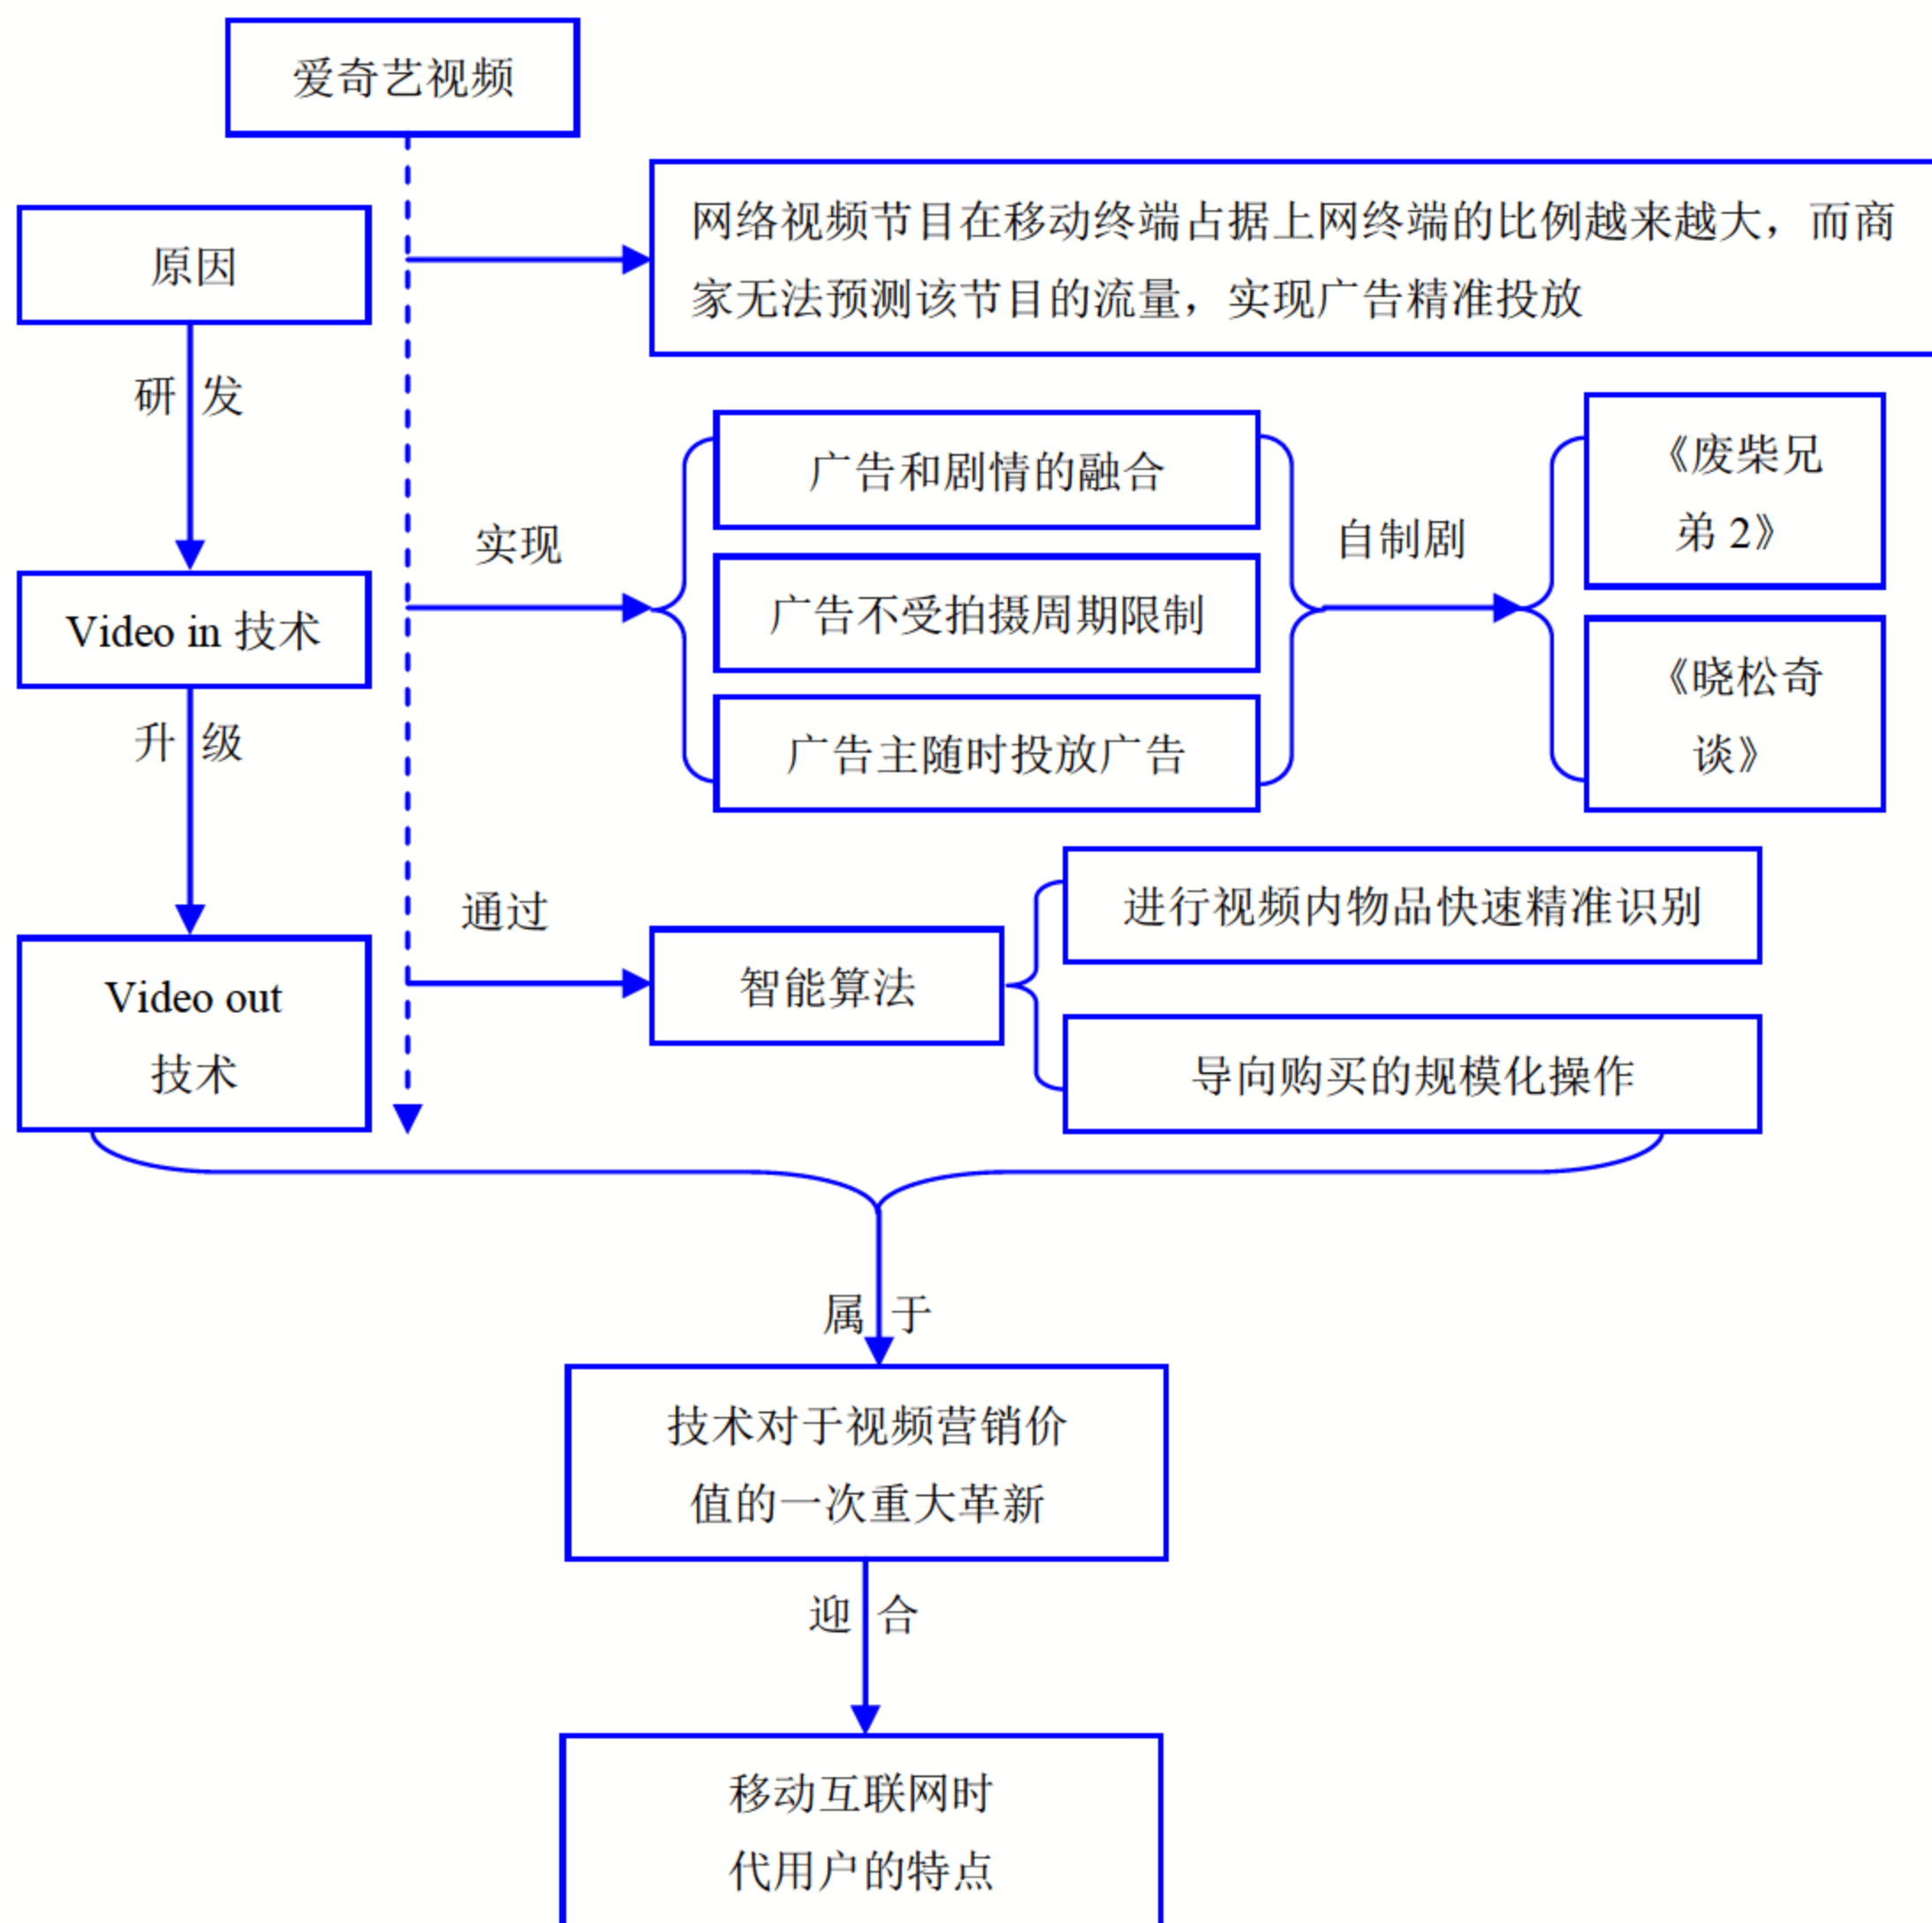 爱奇艺视频
原因
网络视频节目在移动终端占据上网终端的比例越来越大，而商
家无法预测该节目的流量，实现广告精准投放
研 发
Video in 技术
实现
广告和剧情的融合
广告不受拍摄周期限制
广告主随时投放广告
自制剧
《废柴兄
弟 2》
《晓松奇
谈》
升 级
Video out
技术
通过
智能算法
进行视频内物品快速精准识别
导向购买的规模化操作
属 于
技术对于视频营销价
值的一次重大革新
迎 合
移动互联网时
代用户的特点